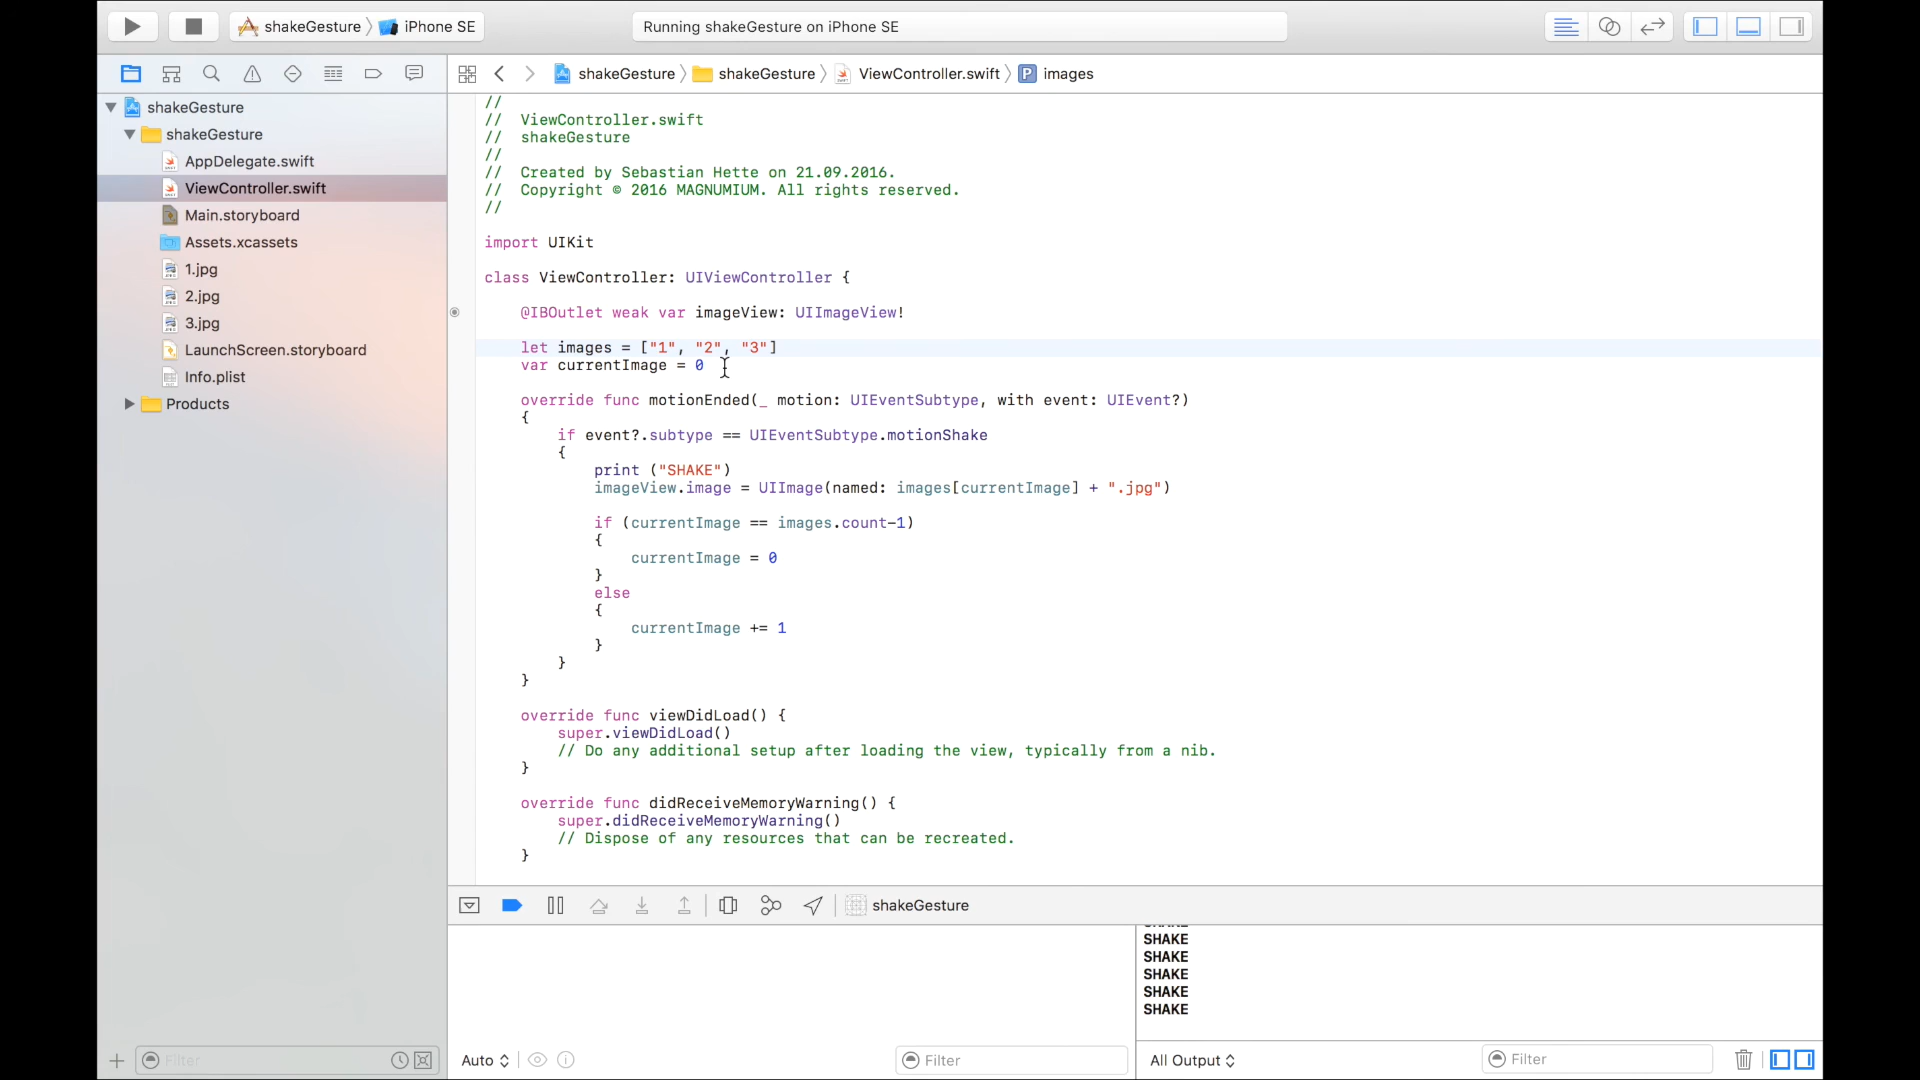 shakeGesture
iPhone SE
Running shakeGesture on iPhone SE
shakeGesture
shakeGesture
ViewController.swift
images
shakeGesture
shakeGesture
AppDelegate.swift
ViewController.swift
Main.storyboard
Assets.xcassets
1.jpg
2.jpg
3.jpg
LaunchScreen.storyboard
Info.plist
Products
//
// ViewController.swift
// shakeGesture
//
// Created by Sebastian Hette on 21.09.2016.
// Copyright © 2016 MAGNUMIUM. All rights reserved.
//
import UIKit
class ViewController: UIViewController {
@IBOutlet weak var imageView: UIImageView!
let images = ["1", "2", "3"]
var currentImage = 0
override func motionEnded(_ motion: UIEventSubtype, with event: UIEvent?)
{
if event?.subtype == UIEventSubtype.motionShake
{
print ("SHAKE")
imageView.image = UIImage(named: images[currentImage] + ".jpg")
if (currentImage == images.count-1)
{
currentImage = 0
}
else
{
currentImage += 1
}
}
}
override func viewDidLoad() {
super.viewDidLoad()
// Do any additional setup after loading the view, typically from a nib.
}
override func didReceiveMemoryWarning() {
super.didReceiveMemoryWarning()
// Dispose of any resources that can be recreated.
}
shakeGesture
SHAKE
SHAKE
SHAKE
SHAKE
SHAKE
SHAKE
Filter
Auto
Filter
All Output
Filter